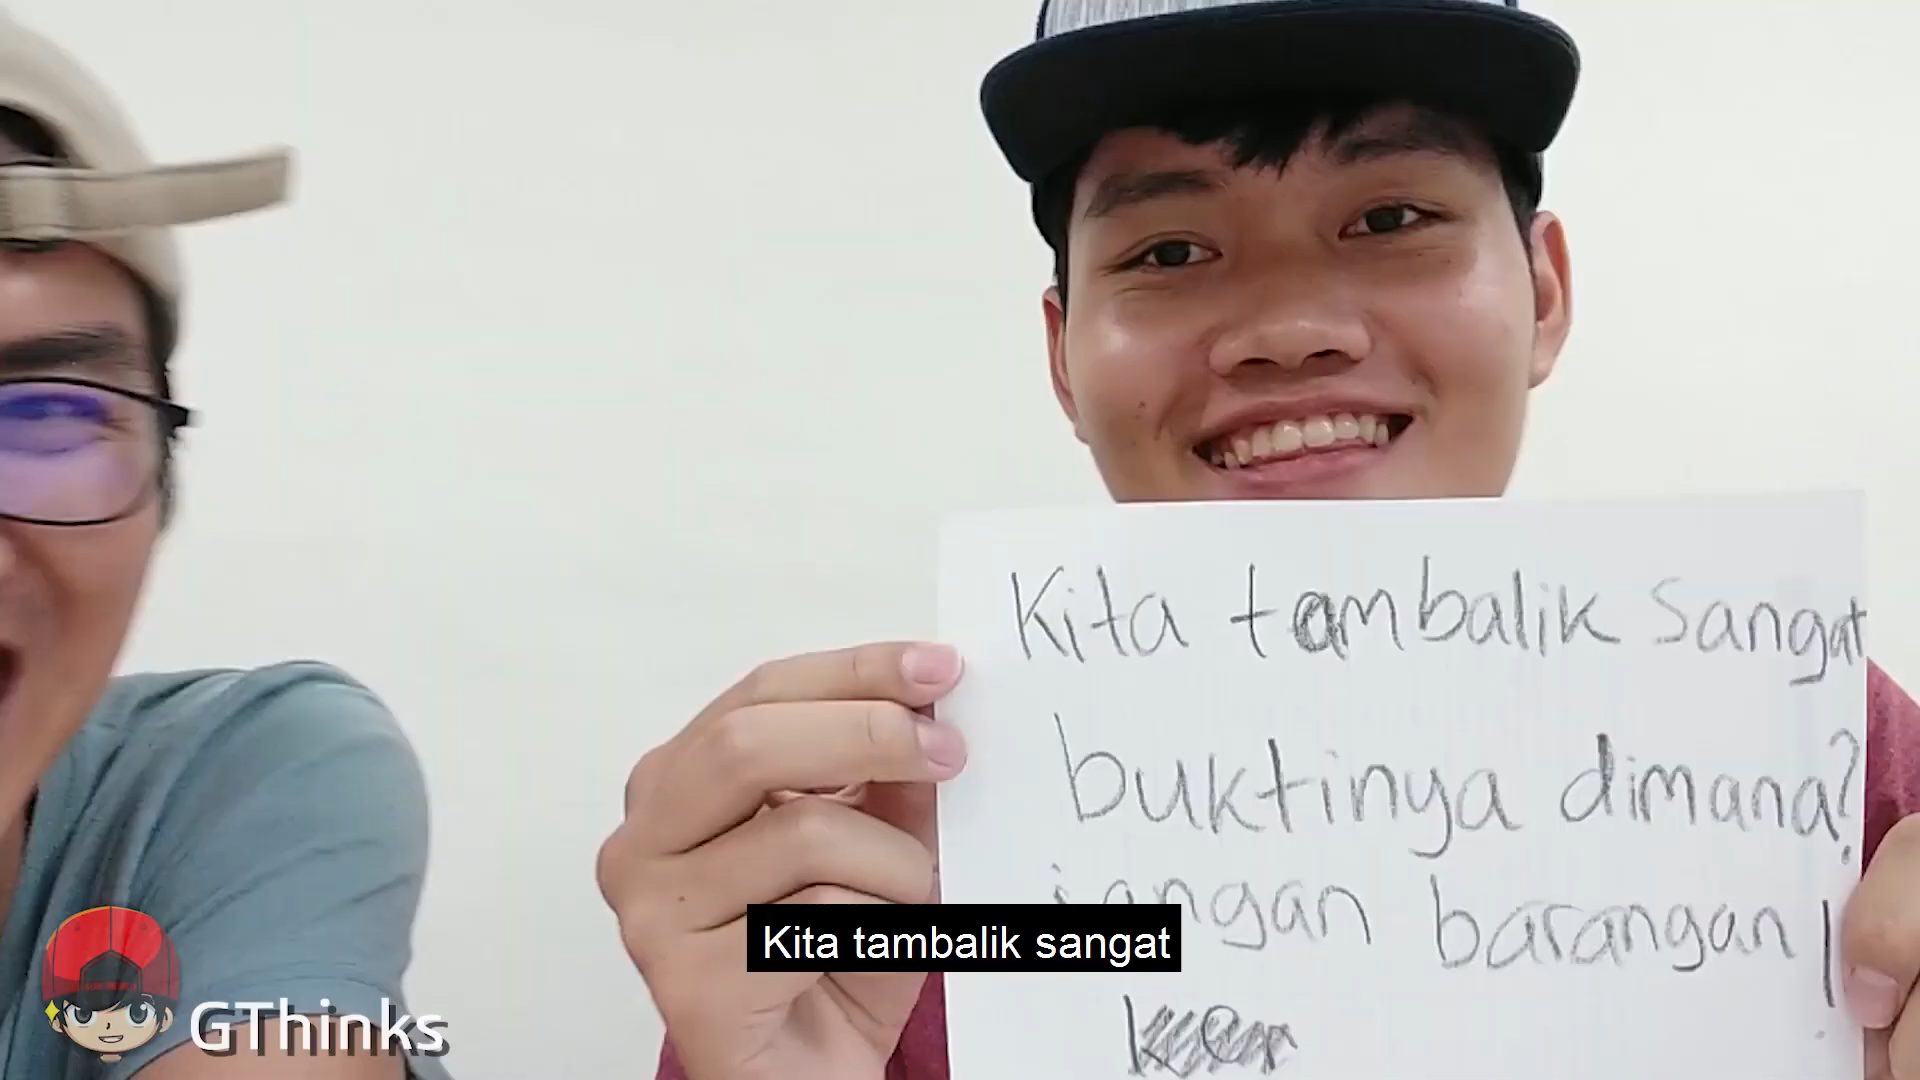 Kita tambalik sangat
buktinya dimana?
jangan barangan!
Kita tambalik sangat
GThinks